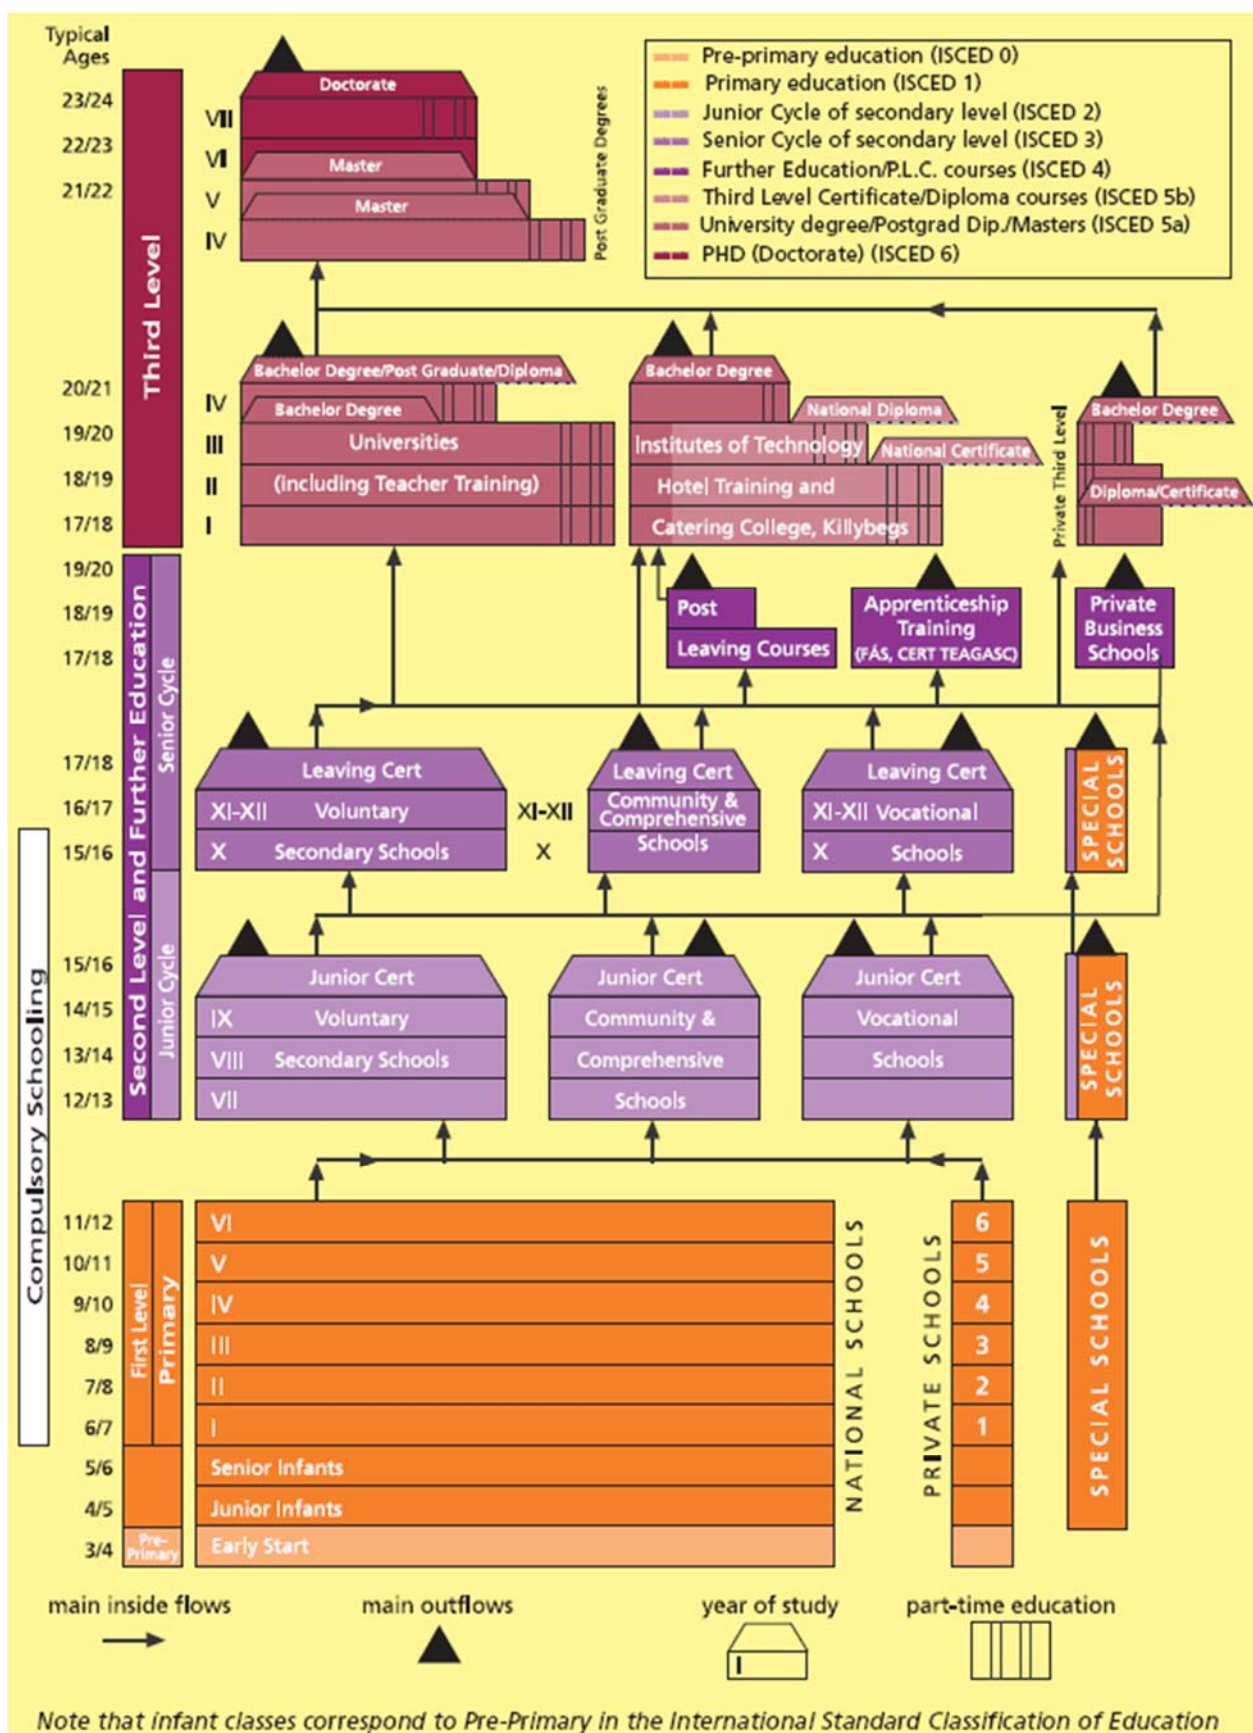 Typical
Ages
Pre-primary education (ISCED 0)
Primary education (ISCED 1)
Junior Cycle of secondary level (ISCED 2)
Senior Cycle of secondary level (ISCED 3)
Further Education/P.L.C. courses (ISCED 4)
Third Level Certificate/Diploma courses (ISCED 5b)
University degree/Postgrad Dip./Masters (ISCED 5a)
PHD (Doctorate) (ISCED 6)
Third Level
23/24
22/23
21/22
Doctorate
VIII
VII
Master
V
Master
IV
Post Graduate Degrees
20/21
19/20
18/19
17/18
IV
III
II
I
Bachelor Degree/Post Graduate/Diploma
Bachelor Degree
Universities
(including Teacher Training)
Bachelor Degree
National Diploma
Institutes of Technology
National Certificate
Hotel Training and
Catering College, Killybegs
Private Third Level
Bachelor Degree
Diploma/Certificate
Second Level and Further Education
Senior Cycle
19/20
18/19
17/18
Post
Leaving Courses
Apprenticeship
Training
(FÁS, CERT TEAGASC)
Private
Business
Schools
17/18
16/17
15/16
Leaving Cert
XI-XII Voluntary
X Secondary Schools
XI-XII
X
Leaving Cert
Community &
Comprehensive
Schools
Leaving Cert
XI-XII Vocational
X Schools
SPECIAL
SCHOOLS
Compulsory Schooling
Junior Cycle
15/16
14/15
13/14
12/13
Junior Cert
IX Voluntary
VIII Secondary Schools
VII
Junior Cert
Community &
Comprehensive
Schools
Junior Cert
Vocational
Schools
SPECIAL
SCHOOLS
First Level
Primary
11/12
10/11
9/10
8/9
7/8
6/7
5/6
4/5
3/4
Pre-
Primary
VI
V
IV
III
II
I
Senior Infants
Junior Infants
Early Start
NATIONAL SCHOOLS
PRIVATE SCHOOLS
6
5
4
3
2
1
SPECIAL SCHOOLS
main inside flows
main outflows
year of study
I
part-time education
Note that infant classes correspond to Pre-Primary in the International Standard Classification of Education